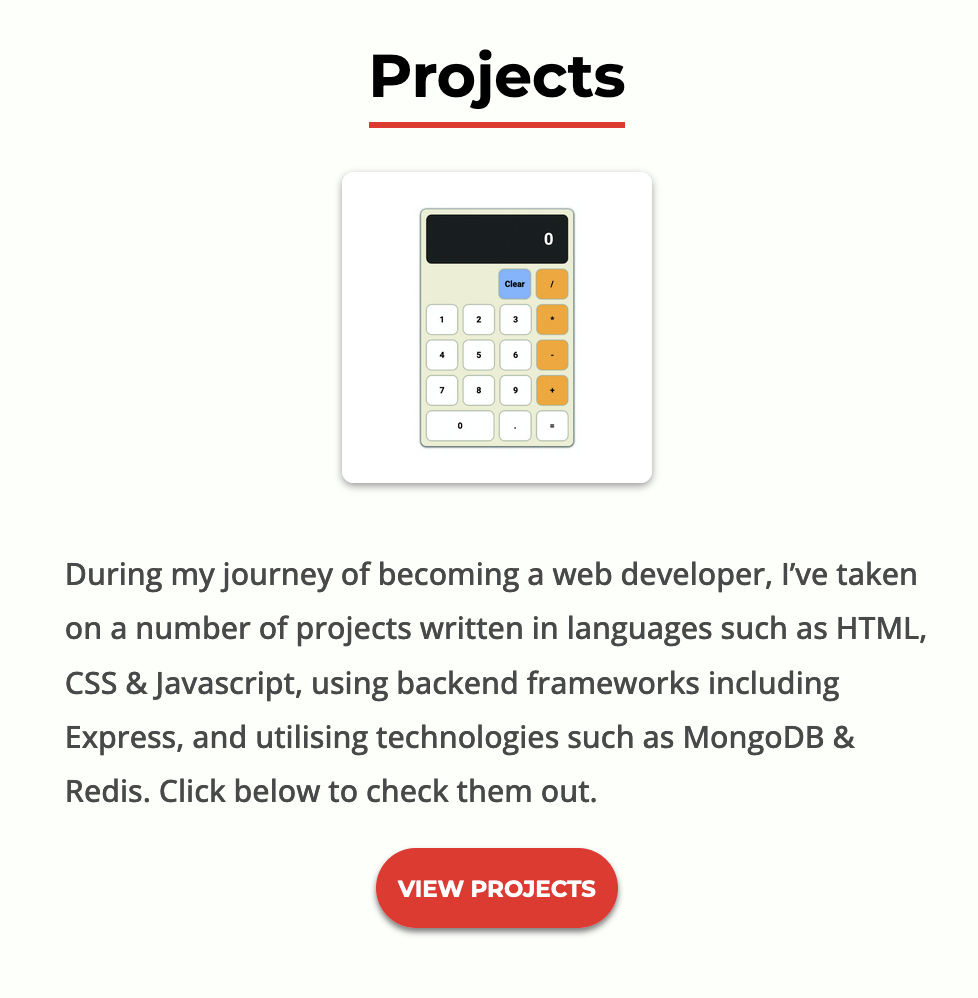 Projects
0
Clear /
1 2 3 *
4 5 6 -
7 8 9 +
0 . =
During my journey of becoming a web developer, I’ve taken
on a number of projects written in languages such as HTML,
CSS & Javascript, using backend frameworks including
Express, and utilising technologies such as MongoDB &
Redis. Click below to check them out.
VIEW PROJECTS